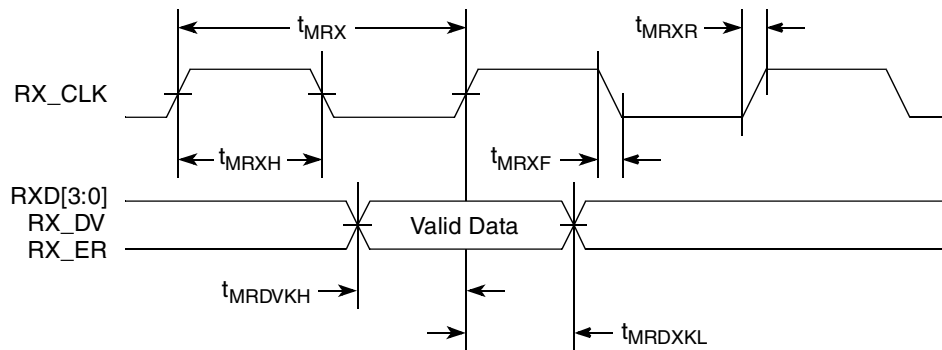 tMRX
tMRXR
RX_CLK
tMRXH
tMRXF
RXD[3:0]
RX_DV
Valid Data
RX_ER
tMRDVKH
tMRDXKL